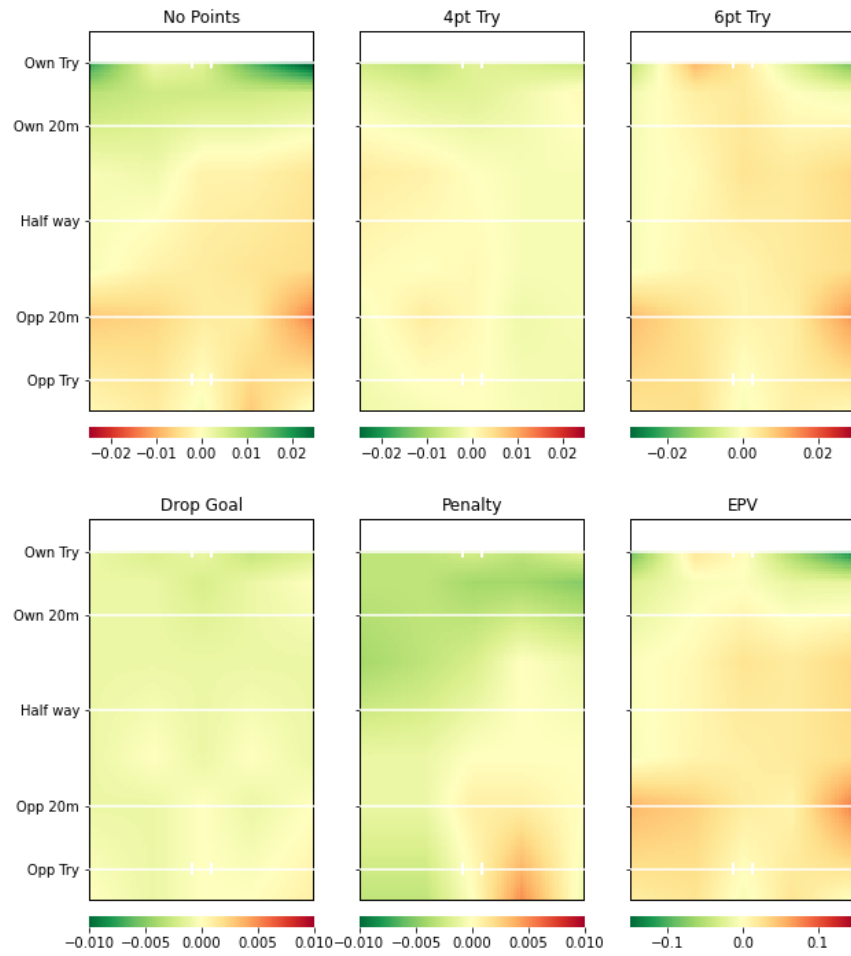 No Points 4pt Try 6pt Try
Own Try
Own 20m
Half way
Opp 20m
Opp Try
−0.02 −0.01 0.00 0.01 0.02 −0.02 −0.01 0.00 0.01 0.02 −0.02 0.00 0.02
Drop Goal Penalty EPV
Own Try
Own 20m
Half way
Opp 20m
Opp Try
−0.010 −0.005 0.000 0.005 0.010 −0.010 −0.005 0.000 0.005 0.010 −0.1 0.0 0.1